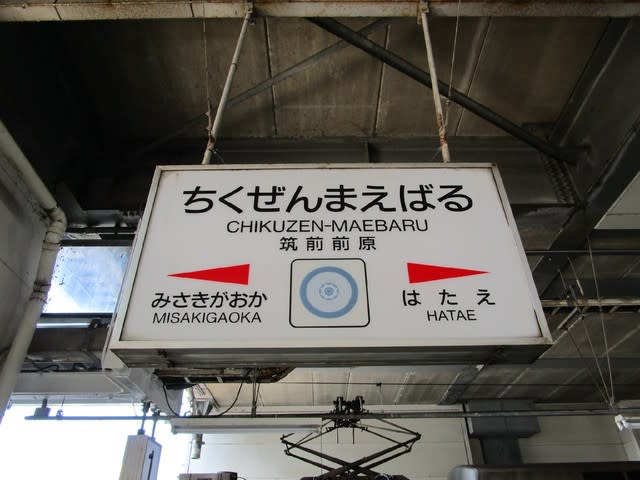 ちくぜんまえばる
CHIKUZEN-MAEBARU
筑前前原
みさきがおか
MISAKIGAOKA
はたえ
HATAE